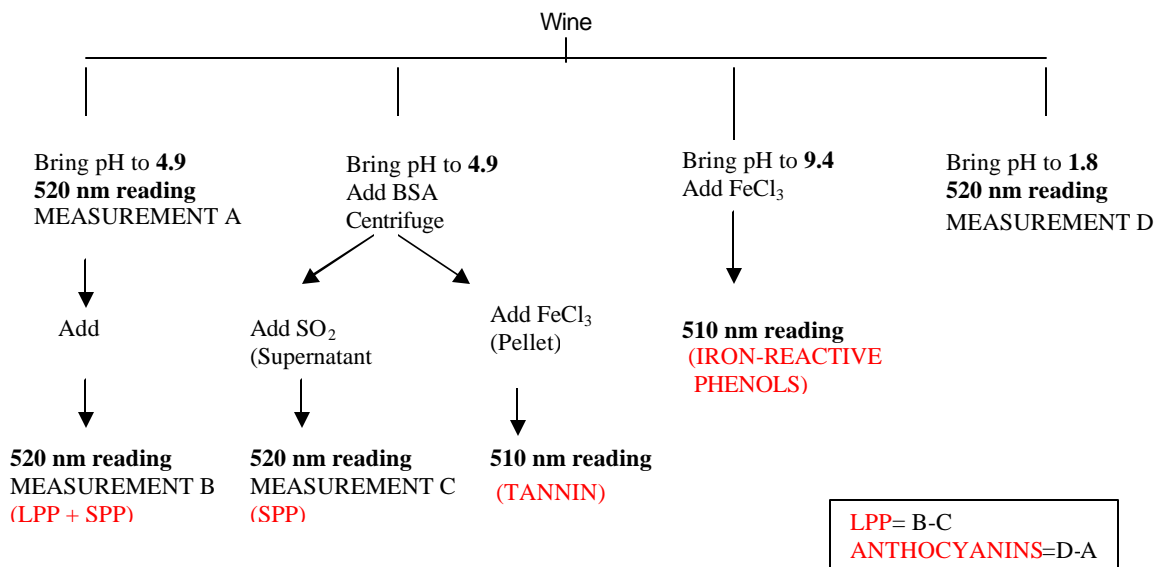 Wine
Bring pH to 4.9
520 nm reading
MEASUREMENT A
Add
520 nm reading
MEASUREMENT B
(LPP + SPP)
Bring pH to 4.9
Add BSA
Centrifuge
Add SO₂
(Supernatant
520 nm reading
MEASUREMENT C
(SPP)
Add FeCl₃
(Pellet)
510 nm reading
(TANNIN)
Bring pH to 9.4
Add FeCl₃
510 nm reading
(IRON-REACTIVE
PHENOLS)
Bring pH to 1.8
520 nm reading
MEASUREMENT D
LPP= B-C
ANTHOCYANINS=D-A